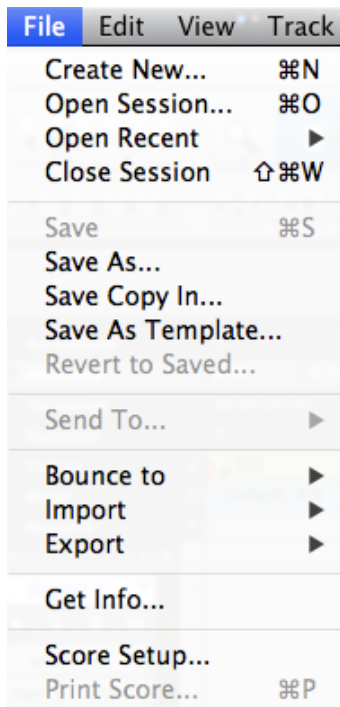 File Edit View Track
Create New... ⌘N
Open Session... ⌘O
Open Recent ▶
Close Session ⇧⌘W
Save ⌘S
Save As...
Save Copy In...
Save As Template...
Revert to Saved...
Send To... ▶
Bounce to ▶
Import ▶
Export ▶
Get Info...
Score Setup...
Print Score... ⌘P